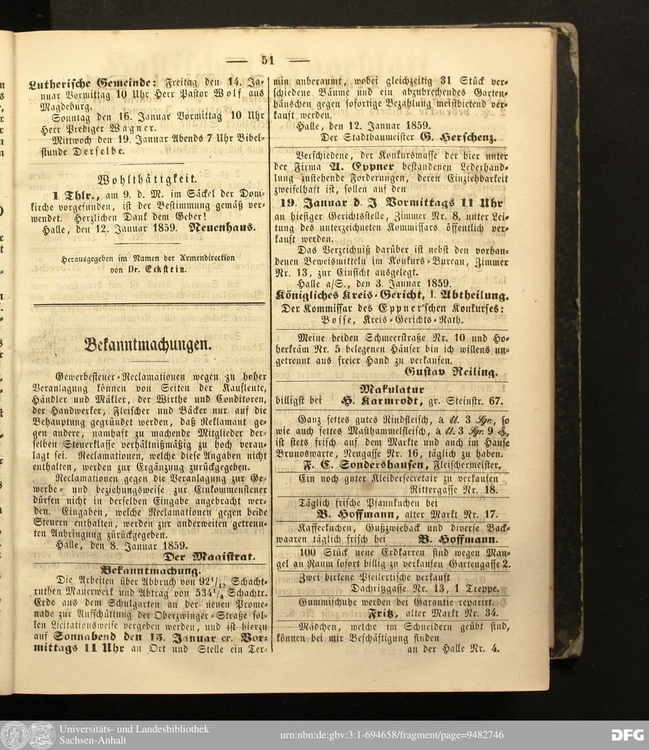 — 51 —
Lutherische Gemeinde: Freitag den 14. Ja-
nuar Vormittag 10 Uhr Herr Pastor Wolf aus
Magdeburg.
Sonntag den 16. Januar Vormittag 10 Uhr
Herr Prediger Wagner.
Mittwoch den 19. Januar Abends 7 Uhr Bibel-
stunde Derselbe.
Wohlthätigkeit.
1 Thlr., am 9. d. M. im Säckel der Dom-
kirche vorgefunden, ist der Bestimmung gemäß ver-
wendet. Herzlichen Dank dem Geber!
Halle, den 12. Januar 1859. Neuenhaus.
Herausgegeben im Namen der Armendirection
von Dr. Eckstein.
Bekanntmachungen.
Gewerbesteuer-Reclamationen wegen zu hoher
Veranlagung können von Seiten der Kaufleute,
Händler und Mäkler, der Wirthe und Conditoren,
der Handwerker, Fleischer und Bäcker nur auf die
Behauptung gegründet werden, daß Reklamant ge-
gen andere, namhaft zu machende Mitglieder der-
selben Steuerklasse verhältnißmäßig zu hoch veran-
lagt sei. Reclamationen, welche diese Angaben nicht
enthalten, werden zur Ergänzung zurückgegeben.
Reclamationen gegen die Veranlagung zur Ge-
werbe- und beziehungsweise zur Einkommensteuer
dürfen nicht in derselben Eingabe angebracht wer-
den. Eingaben, welche Reclamationen gegen beide
Steuern enthalten, werden zur anderweiten getrenn-
ten Anbringung zurückgegeben.
Halle, den 8. Januar 1859.
Der Magistrat.
Bekanntmachung.
Die Arbeiten über Abbruch von 92 1/12 Schacht-
ruthen Mauerwerk und Abtrag von 534 1/4 Schachtr.
Erde aus dem Schulgarten an der neuen Prome-
nade zur Anschüttung der Oberzwinger-Straße sol-
len Licitationsweise vergeben werden, und ist hierzu
auf Sonnabend den 15. Januar cr. Vor-
mittags 11 Uhr an Ort und Stelle ein Ter-
min anberaumt, wobei gleichzeitig 31 Stück ver-
schiedene Bäume und ein abzubrechendes Garten-
häuschen gegen sofortige Bezahlung meistbietend ver-
kauft werden.
Halle, den 12. Januar 1859.
Der Stadtbaumeister G. Herschenz.
Verschiedene, der Konkursmasse der hier unter
der Firma A. Eppner bestandenen Lederhand-
lung zustehende Forderungen, deren Einziehbarkeit
zweifelhaft ist, sollen auf den
19. Januar d. J Vormittags 11 Uhr
an hiesiger Gerichtsstelle, Zimmer Nr. 8, unter Lei-
tung des unterzeichneten Kommissars öffentlich ver-
kauft werden.
Das Verzeichniß darüber ist nebst den vorhan-
denen Beweismitteln im Konkurs-Bureau, Zimmer
Nr. 13, zur Einsicht ausgelegt.
Halle a/S., den 3. Januar 1859.
Königliches Kreis-Gericht, I. Abtheilung.
Der Kommissar des Eppner'schen Konkurses:
Bosse, Kreis-Gerichts-Rath.
Meine beiden Schmeerstraße Nr. 10 und Ho-
herkräm Nr. 5 belegenen Häuser bin ich willens un-
getrennt aus freier Hand zu verkaufen.
Gustav Reiling.
Makulatur
billigst bei H. Karmrodt, gr. Steinstr. 67.
Ganz fettes gutes Rindfleisch, à ℔. 3 Sgr., so
wie auch fettes Masthammelfleisch, à ℔. 3 Sgr. 9 ₰,
ist stets frisch auf dem Markte und auch im Hause
Brunoswarte, Neugasse Nr. 16, täglich zu haben.
F. C. Sondershausen, Fleischermeister.
Ein noch guter Kleidersecretair zu verkaufen
Rittergasse Nr. 18.
Täglich frische Pfannkuchen bei
B. Hoffmann, alter Markt Nr. 17.
Kaffeekuchen, Gußzwieback und diverse Back-
waaren täglich frisch bei B. Hoffmann.
100 Stück neue Erdkarren sind wegen Man-
gel an Raum sofort billig zu verkaufen Gartengasse 2.
Zwei birkene Pfeilertische verkauft
Dachritzgasse Nr. 13, 1 Treppe.
Gummischuhe werden bei Garantie reparirt.
Fritz, alter Markt Nr. 34.
Mädchen, welche im Schneidern geübt sind,
können bei mir Beschäftigung finden
an der Halle Nr. 4.
Universitäts- und Landesbibliothek
Sachsen-Anhalt
urn:nbn:de:gbv:3:1-694658/fragment/page=9482746
DFG